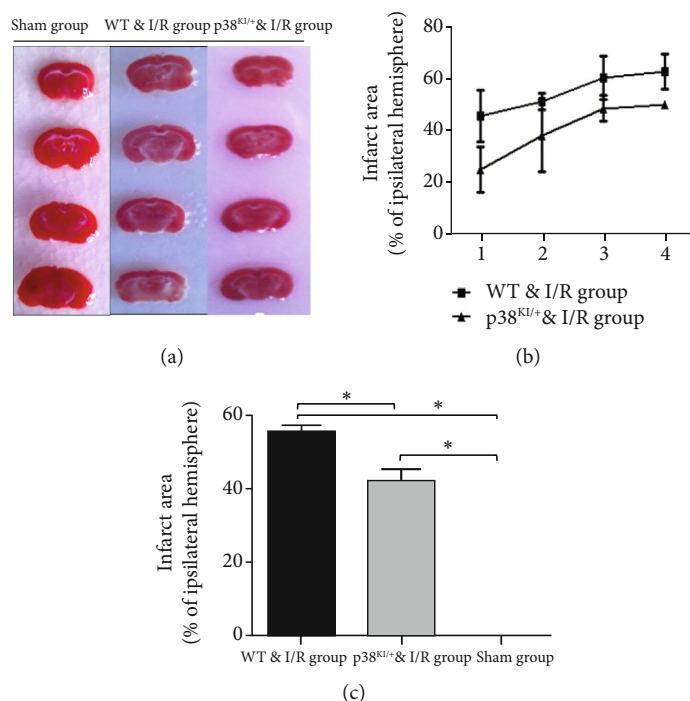 Sham group WT & I/R group p38KI/+& I/R group
(a)
Infarct area
(% of ipsilateral hemisphere)
80
60
40
20
0
1 2 3 4
WT & I/R group
p38KI/+& I/R group
(b)
Infarct area
(% of ipsilateral hemisphere)
60
40
20
0
*
*
*
WT & I/R group p38KI/+& I/R group Sham group
(c)